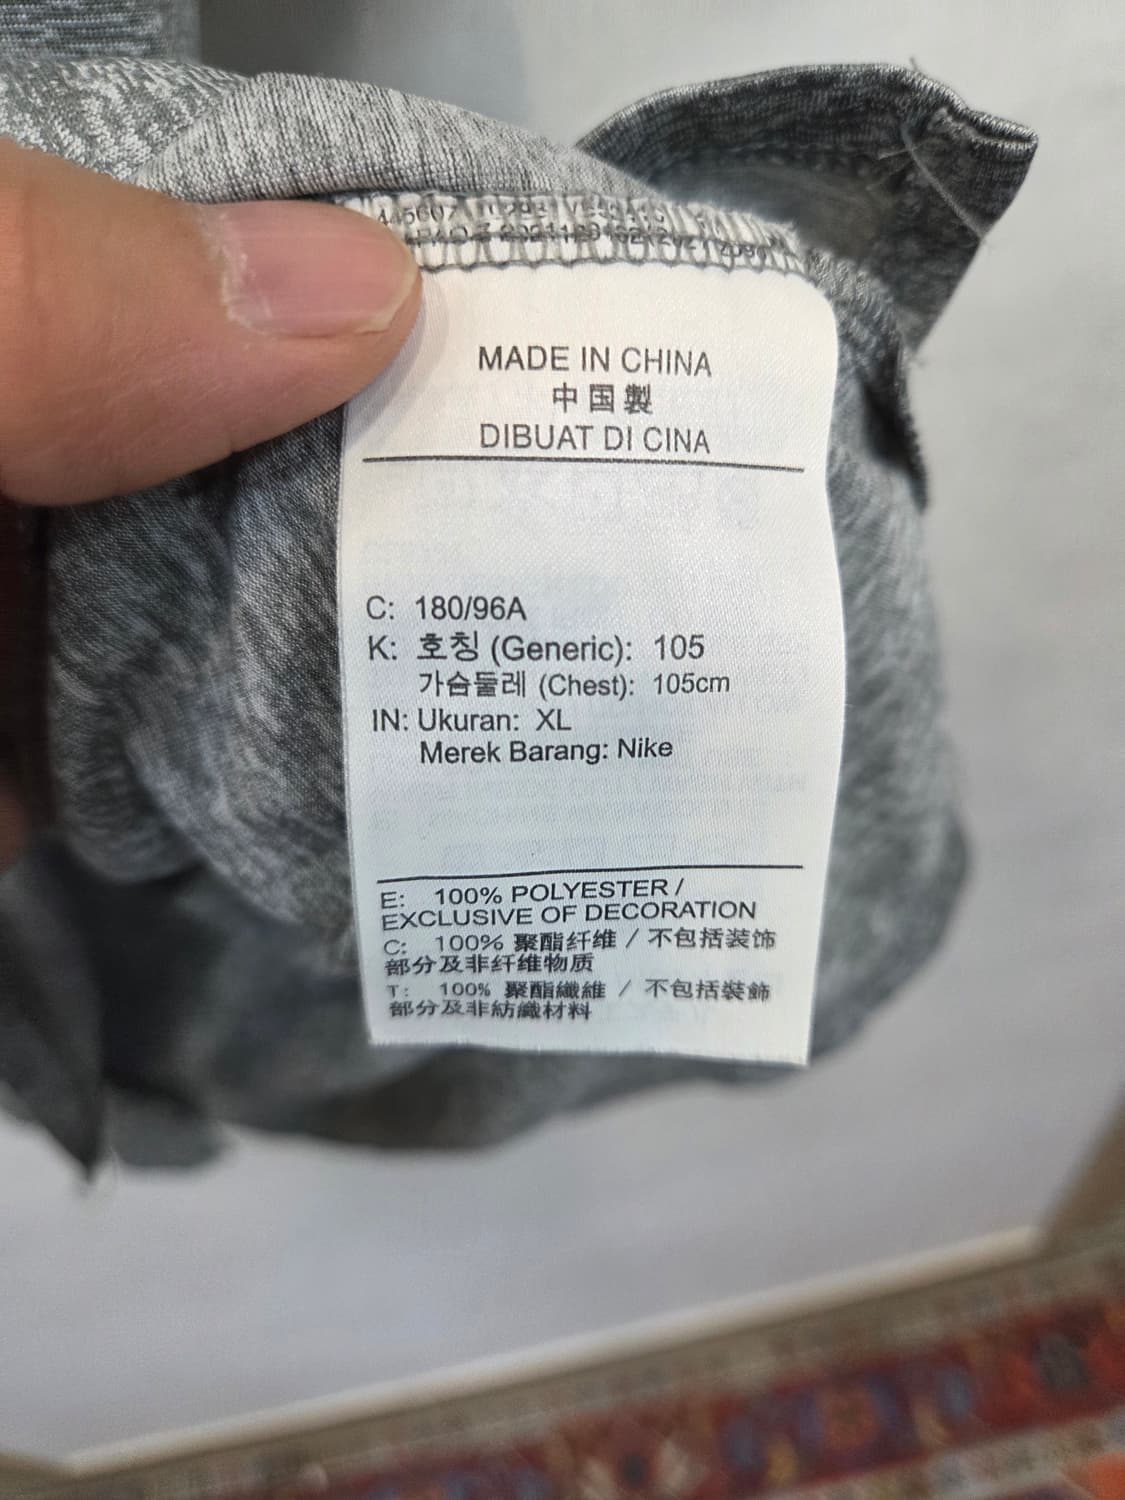 MADE IN CHINA
中国製
DIBUAT DI CINA
C: 180/96A
K: 호칭 (Generic): 105
가슴둘레 (Chest): 105cm
IN: Ukuran: XL
Merek Barang: Nike
E: 100% POLYESTER /
EXCLUSIVE OF DECORATION
C: 100% 聚酯纤维 / 不包括装饰
部分及非纤维物质
T: 100% 聚酯纖維 / 不包括裝飾
部分及非紡織材料